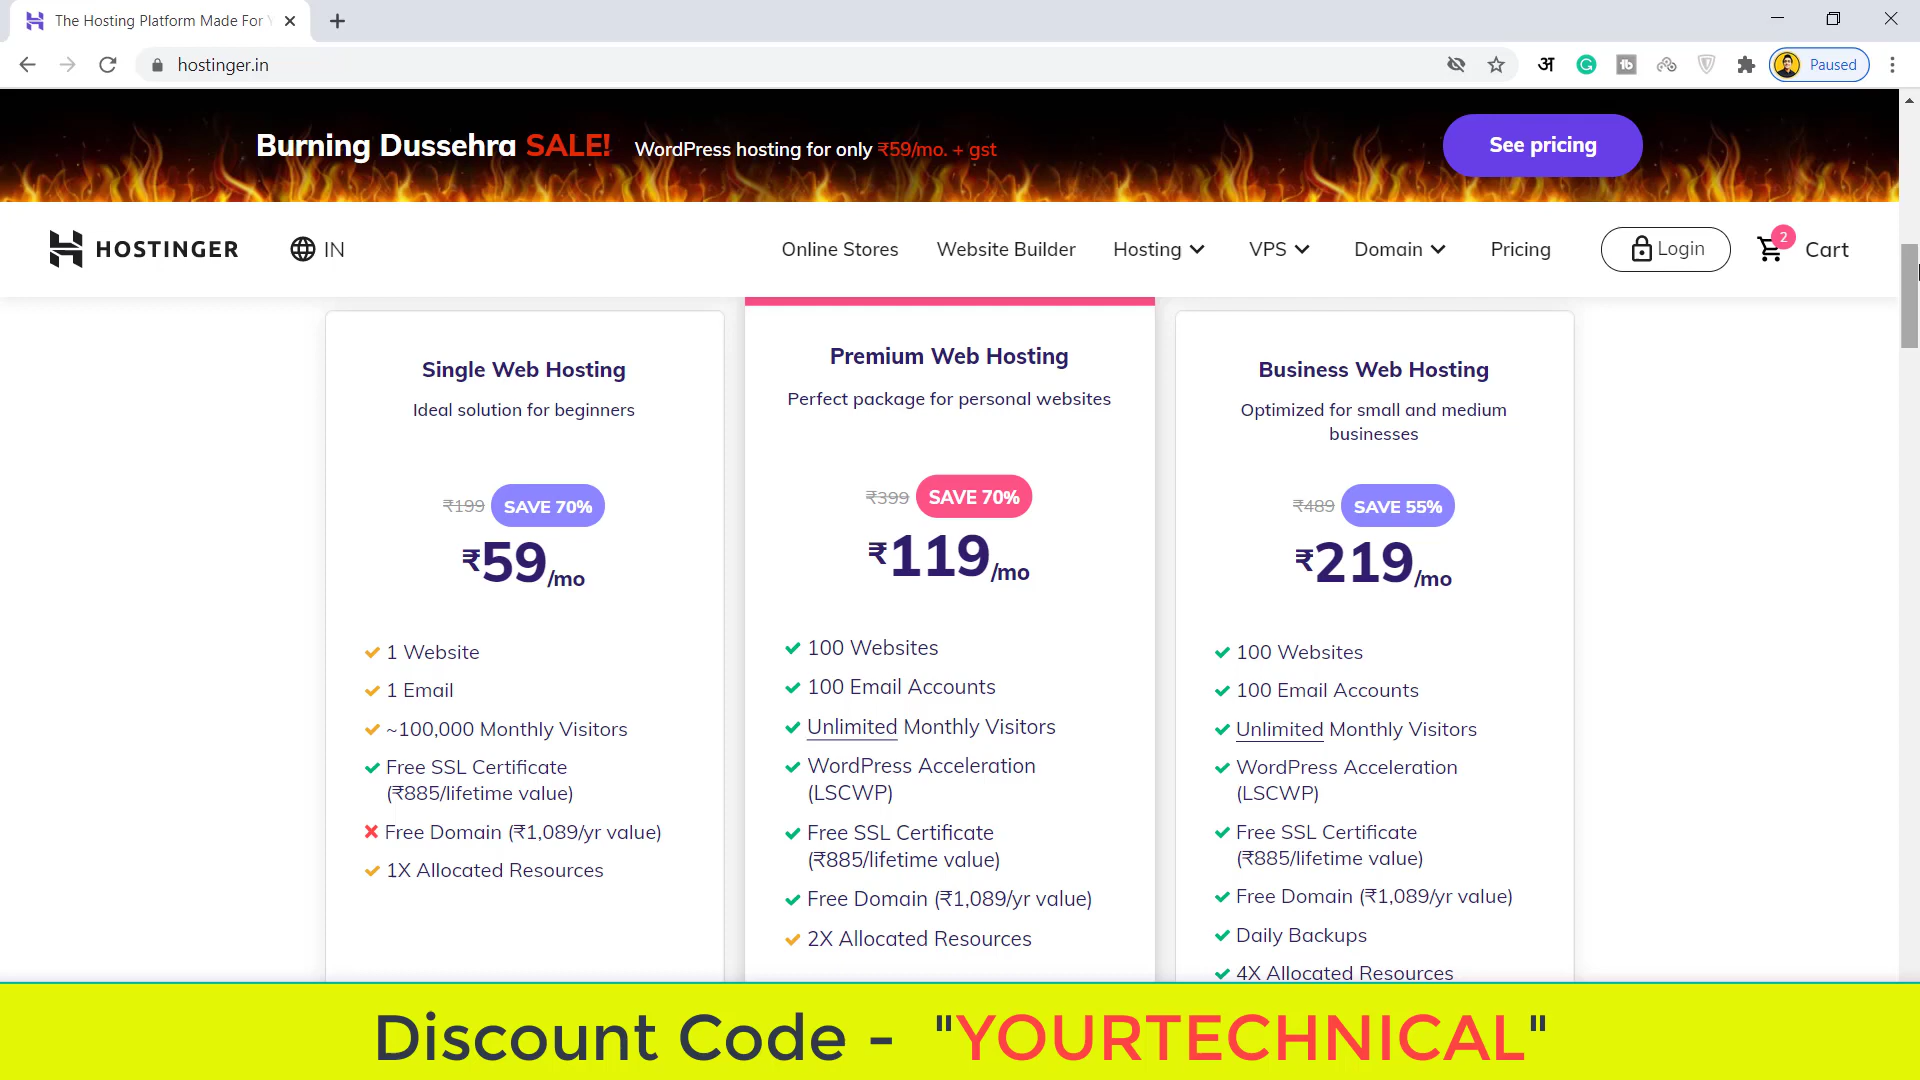 The Hosting Platform Made For Y
hostinger.in
अ
Paused
Burning Dussehra SALE! WordPress hosting for only ₹59/mo. + gst
See pricing
HOSTINGER
IN
Online Stores
Website Builder
Hosting
VPS
Domain
Pricing
Login
2
Cart
Single Web Hosting
Ideal solution for beginners
₹199 SAVE 70%
₹59/mo
1 Website
1 Email
~100,000 Monthly Visitors
Free SSL Certificate
(₹885/lifetime value)
Free Domain (₹1,089/yr value)
1X Allocated Resources
Premium Web Hosting
Perfect package for personal websites
₹399 SAVE 70%
₹119/mo
100 Websites
100 Email Accounts
Unlimited Monthly Visitors
WordPress Acceleration
(LSCWP)
Free SSL Certificate
(₹885/lifetime value)
Free Domain (₹1,089/yr value)
2X Allocated Resources
Business Web Hosting
Optimized for small and medium
businesses
₹489 SAVE 55%
₹219/mo
100 Websites
100 Email Accounts
Unlimited Monthly Visitors
WordPress Acceleration
(LSCWP)
Free SSL Certificate
(₹885/lifetime value)
Free Domain (₹1,089/yr value)
Daily Backups
4X Allocated Resources
Discount Code - "YOURTECHNICAL"